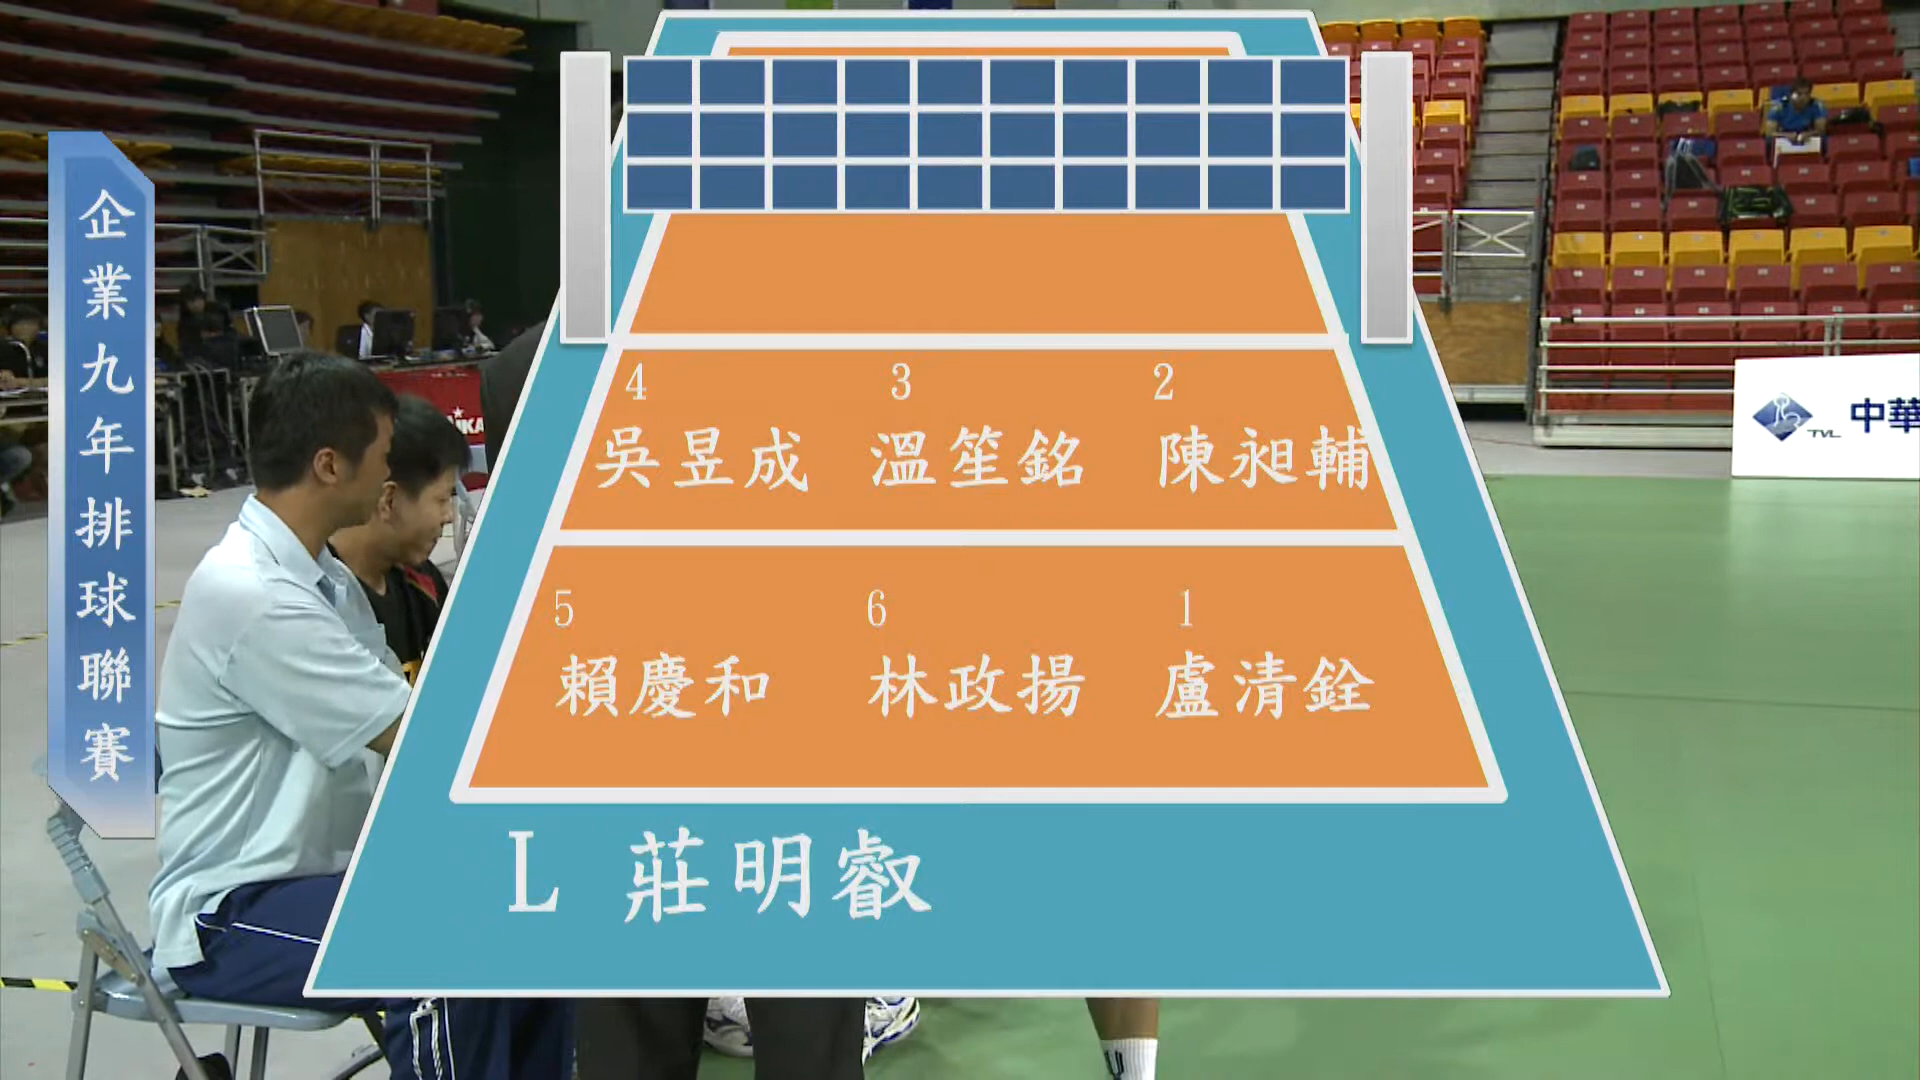 企業九年排球聯賽
4 3 2
吳昱成 溫笙銘 陳昶輔
5 6 1
賴慶和 林政揚 盧清銓
L 莊明叡
TVL 中華